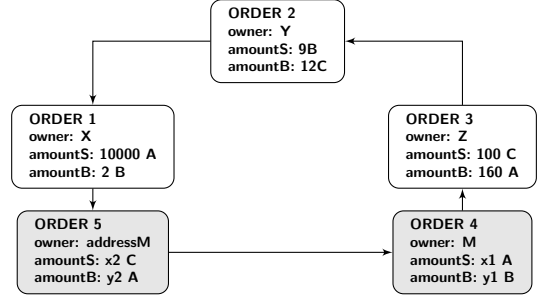 ORDER 2
owner: Y
amountS: 9B
amountB: 12C
ORDER 1
owner: X
amountS: 10000 A
amountB: 2 B
ORDER 3
owner: Z
amountS: 100 C
amountB: 160 A
ORDER 5
owner: addressM
amountS: x2 C
amountB: y2 A
ORDER 4
owner: M
amountS: x1 A
amountB: y1 B